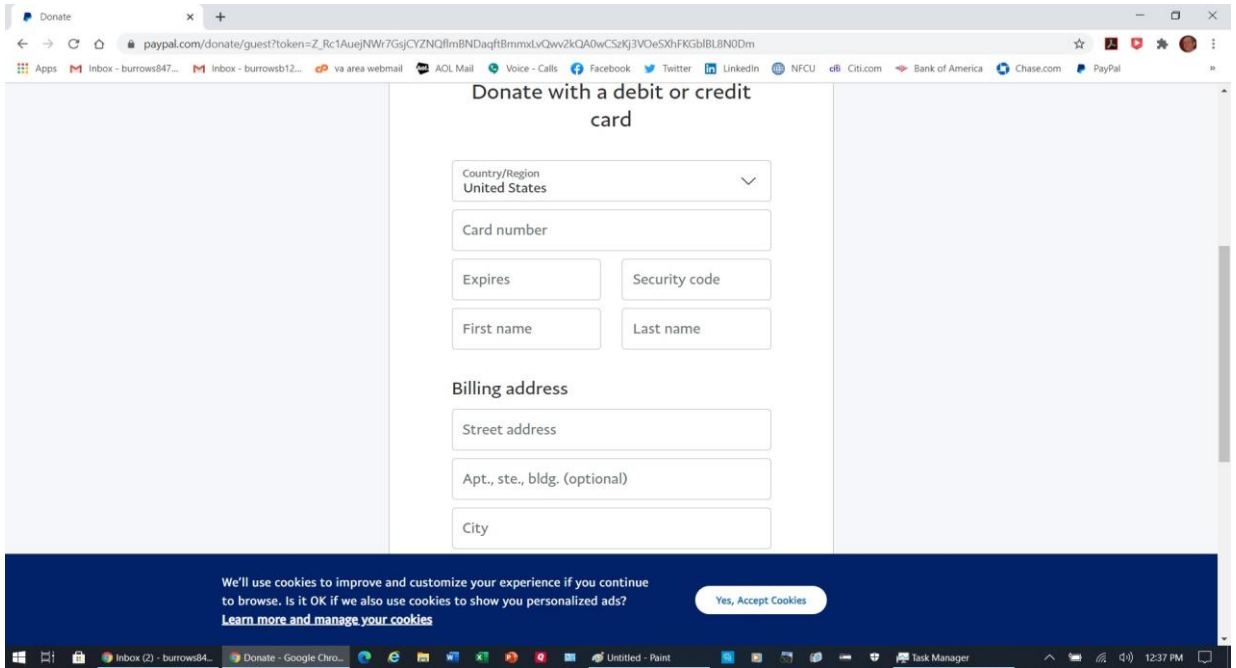 Donate
paypal.com/donate/guest?token=Z_Rc1AuejNWr7GsjCYZNQflmBNDaqftBmmxLvQwv2kQA0wCSzKj3VOeSXhFKGblBL8N0Dm
Apps Inbox - burrows847... Inbox - burrowsb12... va area webmail AOL Mail Voice - Calls Facebook Twitter LinkedIn NFCU Citi.com Bank of America Chase.com PayPal »
Donate with a debit or credit
card
Country/Region
United States
Card number
Expires Security code
First name Last name
Billing address
Street address
Apt., ste., bldg. (optional)
City
We'll use cookies to improve and customize your experience if you continue
to browse. Is it OK if we also use cookies to show you personalized ads?
Learn more and manage your cookies
Yes, Accept Cookies
Inbox (2) - burrows84... Donate - Google Chro... Untitled - Paint Task Manager 12:37 PM